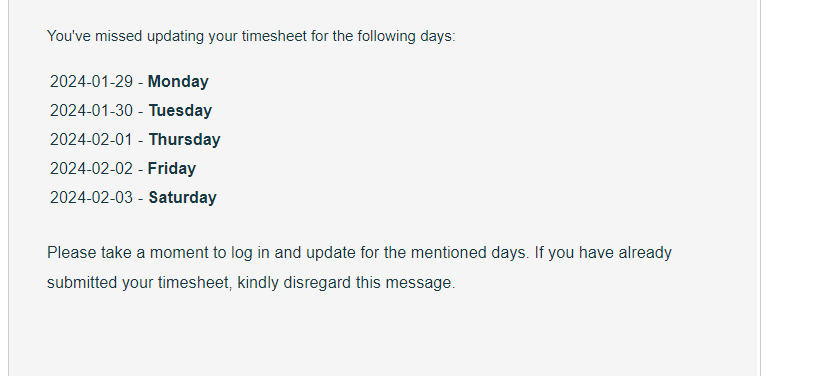 You've missed updating your timesheet for the following days:
2024-01-29 - Monday
2024-01-30 - Tuesday
2024-02-01 - Thursday
2024-02-02 - Friday
2024-02-03 - Saturday
Please take a moment to log in and update for the mentioned days. If you have already
submitted your timesheet, kindly disregard this message.